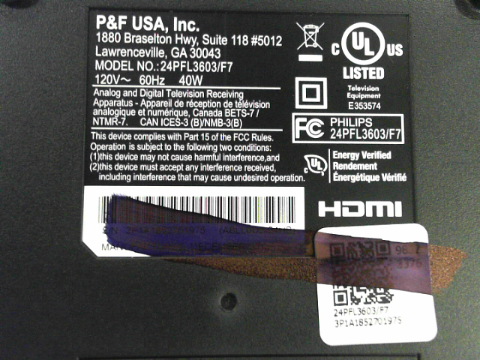 P&F USA, Inc.
1880 Braselton Hwy, Suite 118 #5012
Lawrenceville, GA 30043
MODEL NO.: 24PFL3603/F7
120V~ 60Hz 40W
Analog and Digital Television Receiving
Apparatus - Appareil de réception de télévision
analogique et numérique, Canada BETS-7 /
NTMR-7. CAN ICES-3 (B)/NMB-3(B)
This device complies with Part 15 of the FCC Rules.
Operation is subject to the following two conditions:
(1)this device may not cause harmful interference,and
(2)this device must accept any interference received,
including interference that may cause undesired operation.
C UL US
LISTED
Television
Equipment
E353574
FC PHILIPS
24PFL3603/F7
C UL
Energy Verified
Rendement
Énergétique Vérifié
HDMI
24PFL3603/F7
3P1A1852701975